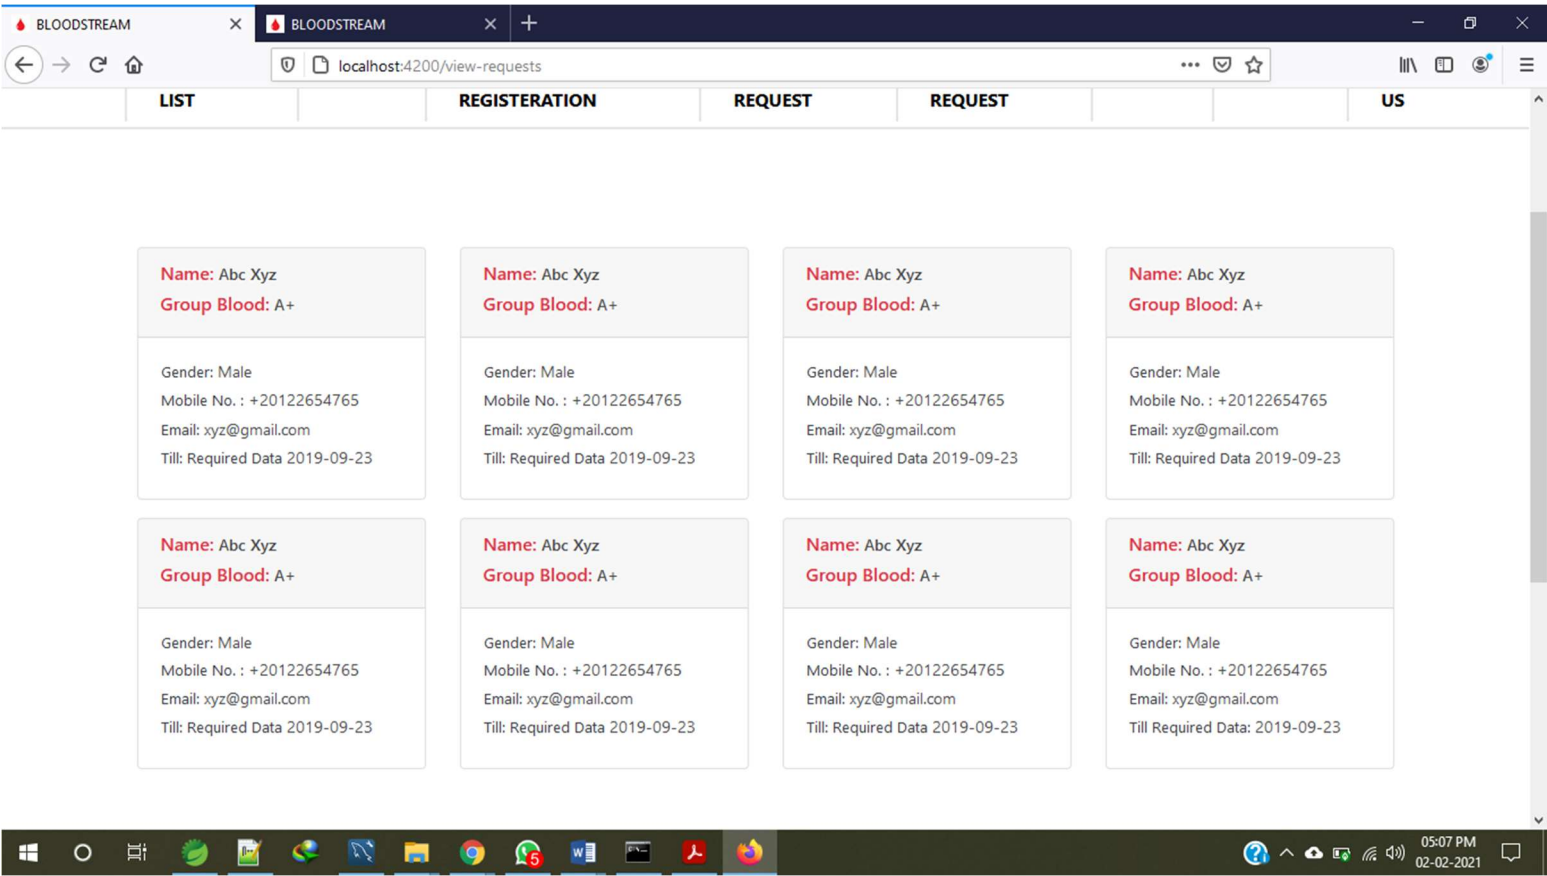 BLOODSTREAM
BLOODSTREAM
localhost:4200/view-requests
LIST REGISTERATION REQUEST REQUEST US
Name: Abc Xyz
Group Blood: A+
Gender: Male
Mobile No. : +20122654765
Email: xyz@gmail.com
Till: Required Data 2019-09-23
Name: Abc Xyz
Group Blood: A+
Gender: Male
Mobile No. : +20122654765
Email: xyz@gmail.com
Till: Required Data 2019-09-23
Name: Abc Xyz
Group Blood: A+
Gender: Male
Mobile No. : +20122654765
Email: xyz@gmail.com
Till: Required Data 2019-09-23
Name: Abc Xyz
Group Blood: A+
Gender: Male
Mobile No. : +20122654765
Email: xyz@gmail.com
Till: Required Data 2019-09-23
Name: Abc Xyz
Group Blood: A+
Gender: Male
Mobile No. : +20122654765
Email: xyz@gmail.com
Till: Required Data 2019-09-23
Name: Abc Xyz
Group Blood: A+
Gender: Male
Mobile No. : +20122654765
Email: xyz@gmail.com
Till: Required Data 2019-09-23
Name: Abc Xyz
Group Blood: A+
Gender: Male
Mobile No. : +20122654765
Email: xyz@gmail.com
Till: Required Data 2019-09-23
Name: Abc Xyz
Group Blood: A+
Gender: Male
Mobile No. : +20122654765
Email: xyz@gmail.com
Till Required Data: 2019-09-23
5
05:07 PM
02-02-2021